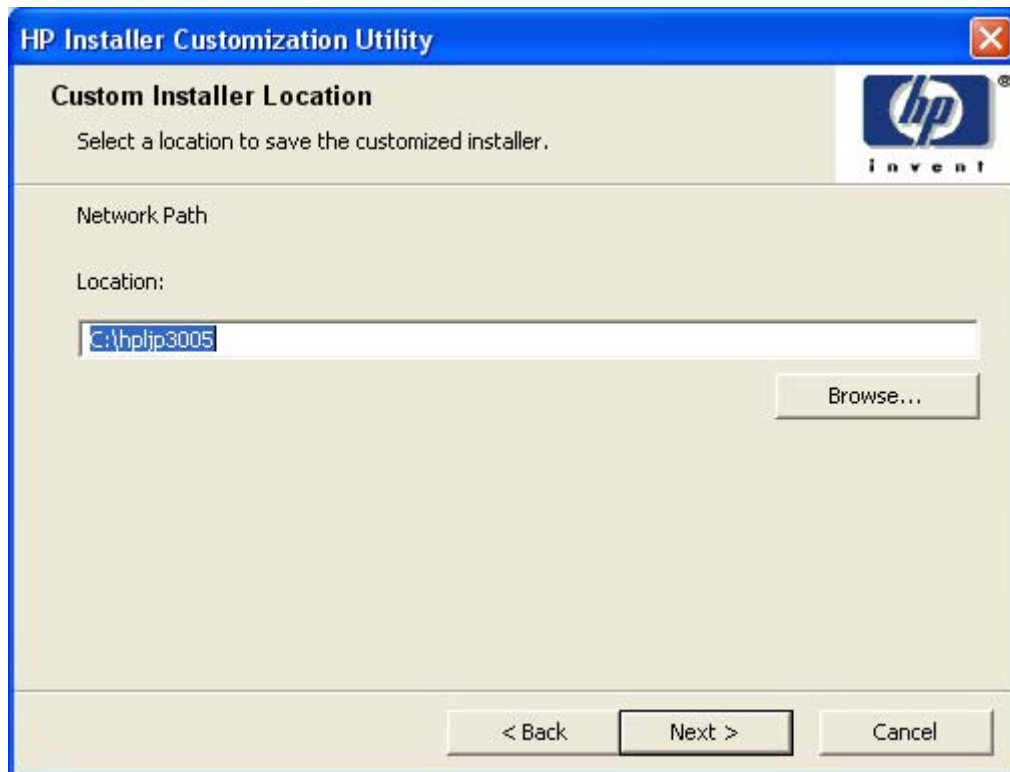 HP Installer Customization Utility
Custom Installer Location
Select a location to save the customized installer.
hp
®
invent
Network Path
Location:
C:\hpljp3005
Browse...
< Back
Next >
Cancel